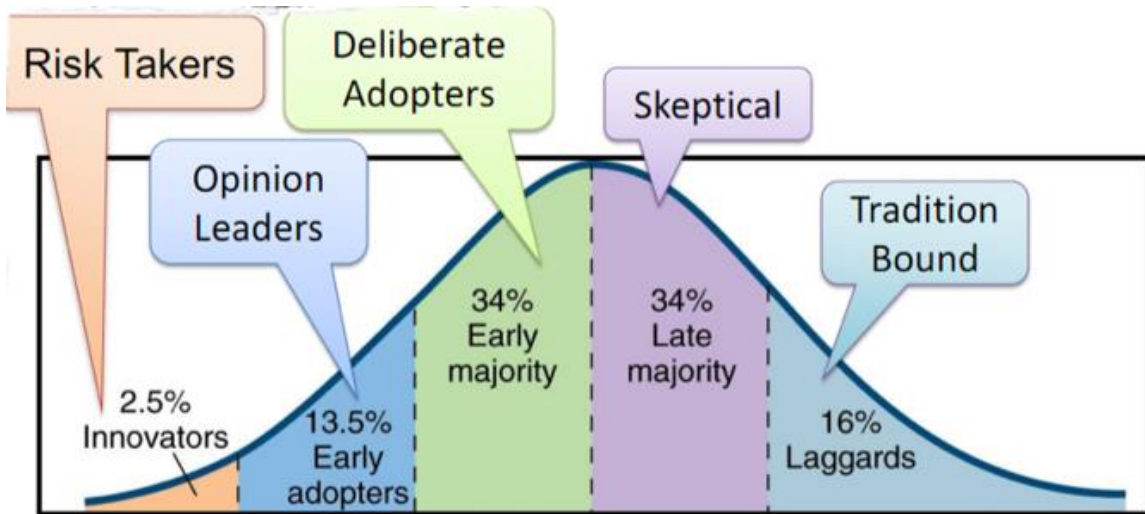 Risk Takers
Deliberate
Adopters
Skeptical
Opinion
Leaders
Tradition
Bound
2.5%
Innovators
13.5%
Early
adopters
34%
Early
majority
34%
Late
majority
16%
Laggards